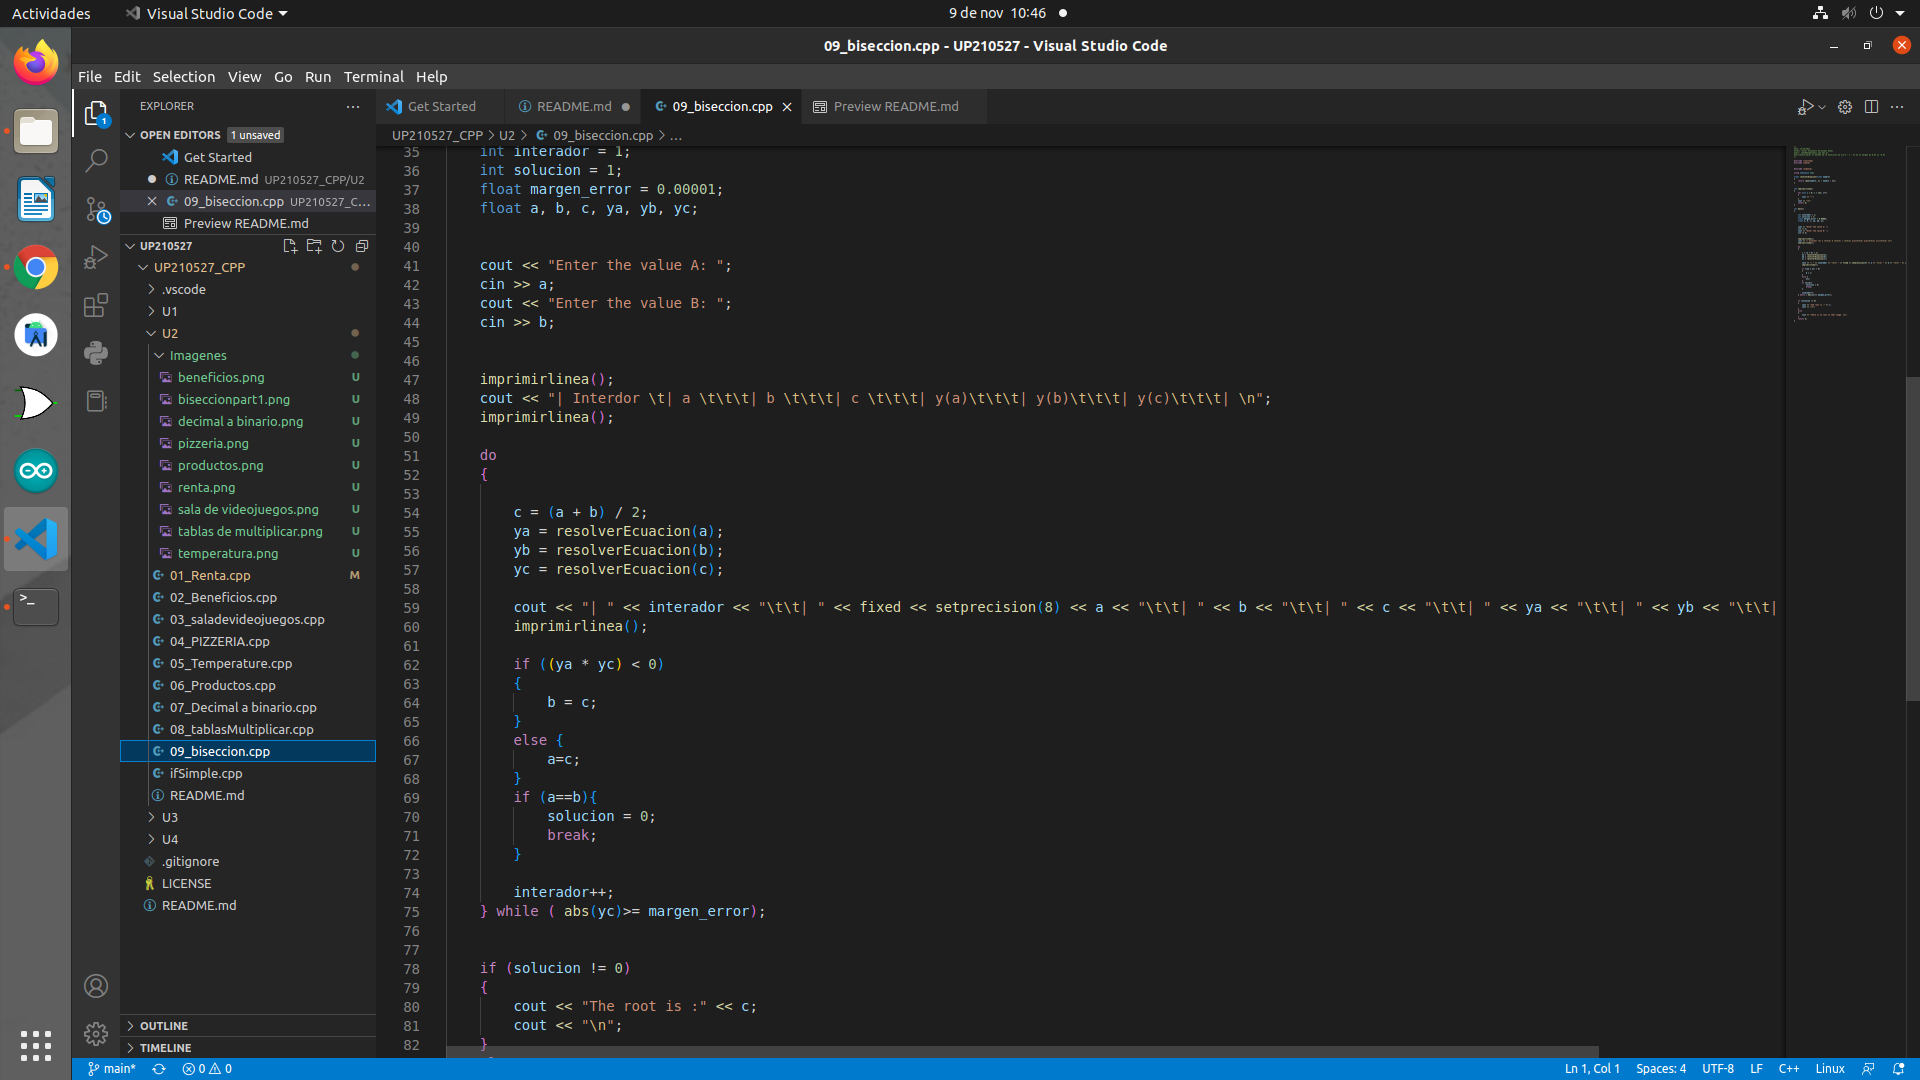 Actividades
Visual Studio Code
9 de nov 10:46
09_biseccion.cpp - UP210527 - Visual Studio Code
File Edit Selection View Go Run Terminal Help
EXPLORER
OPEN EDITORS 1 unsaved
Get Started
README.md UP210527_CPP/U2
09_biseccion.cpp UP210527_C...
Preview README.md
UP210527
UP210527_CPP
.vscode
U1
U2
Imagenes
beneficios.png U
biseccionpart1.png U
decimal a binario.png U
pizzeria.png U
productos.png U
renta.png U
sala de videojuegos.png U
tablas de multiplicar.png U
temperatura.png U
01_Renta.cpp M
02_Beneficios.cpp
03_saladevideojuegos.cpp
04_PIZZERIA.cpp
05_Temperature.cpp
06_Productos.cpp
07_Decimal a binario.cpp
08_tablasMultiplicar.cpp
09_biseccion.cpp
ifSimple.cpp
README.md
U3
U4
.gitignore
LICENSE
README.md
OUTLINE
TIMELINE
Get Started README.md 09_biseccion.cpp Preview README.md
UP210527_CPP > U2 > 09_biseccion.cpp > ...
35 int interador = 1;
36 int solucion = 1;
37 float margen_error = 0.00001;
38 float a, b, c, ya, yb, yc;
39
40
41 cout << "Enter the value A: ";
42 cin >> a;
43 cout << "Enter the value B: ";
44 cin >> b;
45
46
47 imprimirlinea();
48 cout << "| Interdor \t| a \t\t\t| b \t\t\t| c \t\t\t| y(a)\t\t\t| y(b)\t\t\t| y(c)\t\t\t| \n";
49 imprimirlinea();
50
51 do
52 {
53
54 c = (a + b) / 2;
55 ya = resolverEcuacion(a);
56 yb = resolverEcuacion(b);
57 yc = resolverEcuacion(c);
58
59 cout << "| " << interador << "\t\t| " << fixed << setprecision(8) << a << "\t\t| " << b << "\t\t| " << c << "\t\t| " << ya << "\t\t| " << yb << "\t\t|
60 imprimirlinea();
61
62 if ((ya * yc) < 0)
63 {
64 b = c;
65 }
66 else {
67 a=c;
68 }
69 if (a==b){
70 solucion = 0;
71 break;
72 }
73
74 interador++;
75 } while ( abs(yc)>= margen_error);
76
77
78 if (solucion != 0)
79 {
80 cout << "The root is :" << c;
81 cout << "\n";
82 }
main* 0 0
Ln 1, Col 1 Spaces: 4 UTF-8 LF C++ Linux